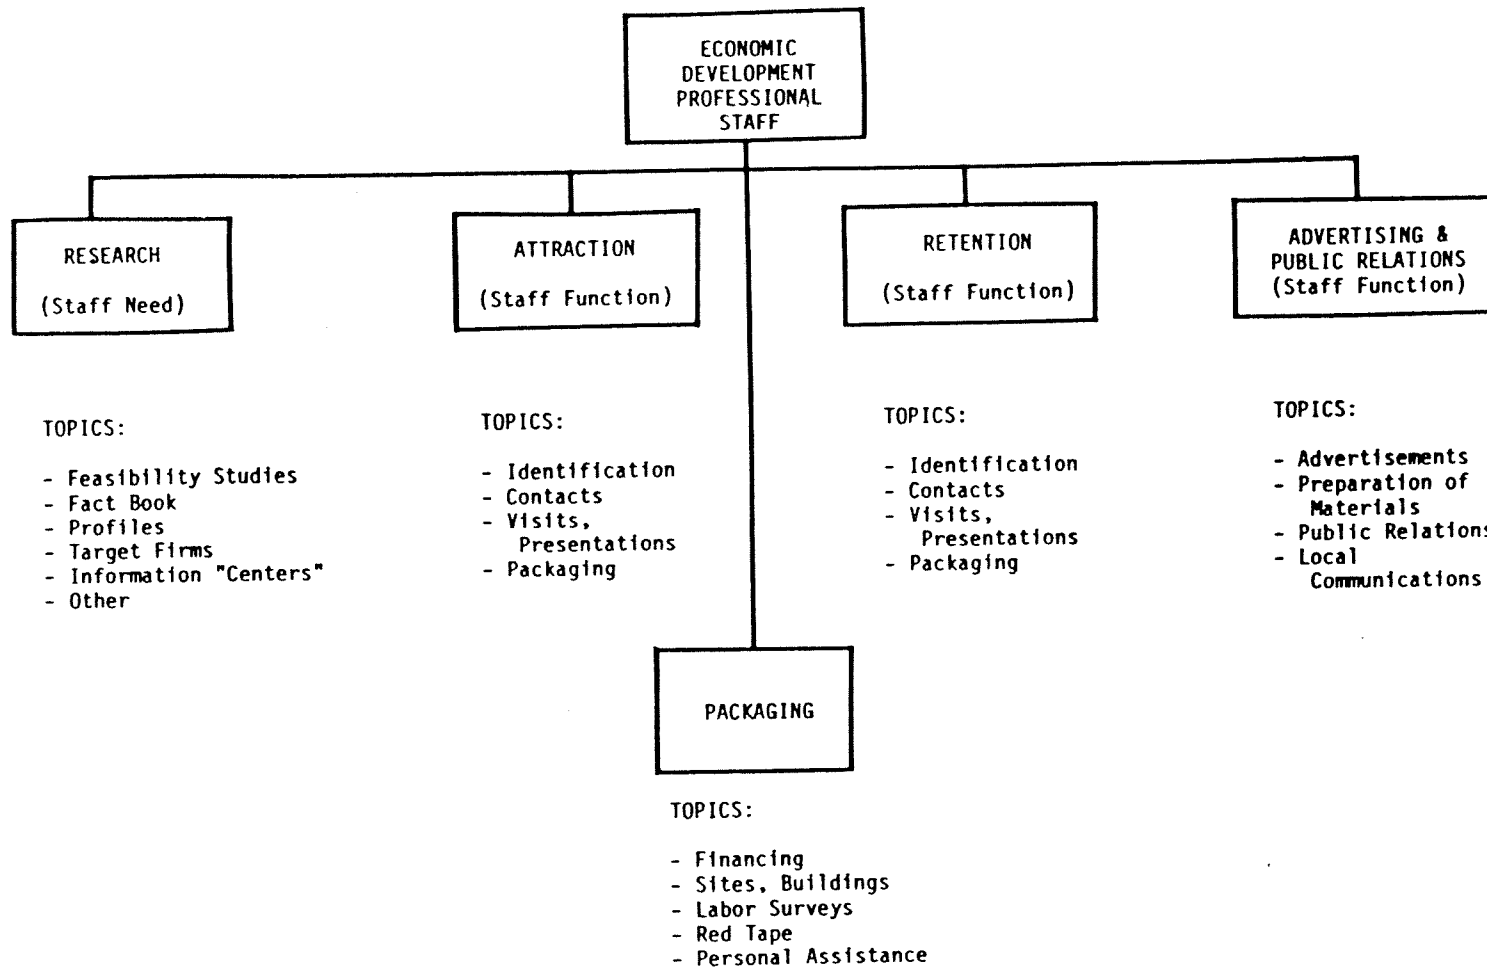 ECONOMIC
DEVELOPMENT
PROFESSIONAL
STAFF
RESEARCH
(Staff Need)
ATTRACTION
(Staff Function)
RETENTION
(Staff Function)
ADVERTISING &
PUBLIC RELATIONS
(Staff Function)
TOPICS:
- Feasibility Studies
- Fact Book
- Profiles
- Target Firms
- Information "Centers"
- Other
TOPICS:
- Identification
- Contacts
- Visits,
Presentations
- Packaging
TOPICS:
- Identification
- Contacts
- Visits,
Presentations
- Packaging
TOPICS:
- Advertisements
- Preparation of
Materials
- Public Relations
- Local
Communications
PACKAGING
TOPICS:
- Financing
- Sites, Buildings
- Labor Surveys
- Red Tape
- Personal Assistance